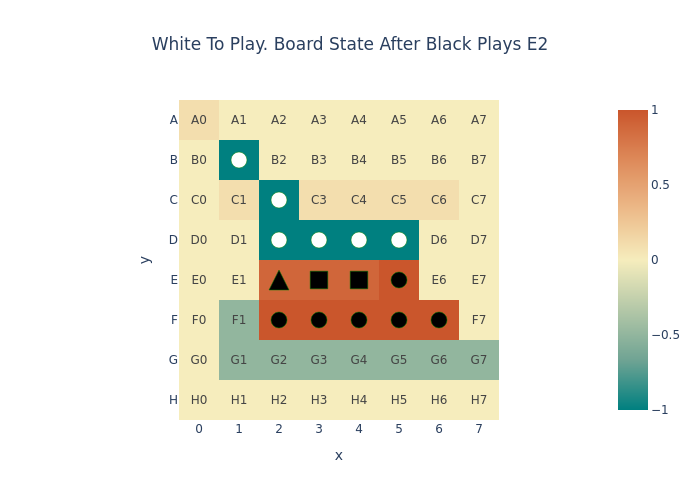 White To Play. Board State After Black Plays E2
A A0 A1 A2 A3 A4 A5 A6 A7
B B0 B2 B3 B4 B5 B6 B7
C C0 C1 C3 C4 C5 C6 C7
D D0 D1 D6 D7
E E0 E1 E6 E7
F F0 F1 F7
G G0 G1 G2 G3 G4 G5 G6 G7
H H0 H1 H2 H3 H4 H5 H6 H7
0 1 2 3 4 5 6 7
x
y
1
0.5
0
−0.5
−1